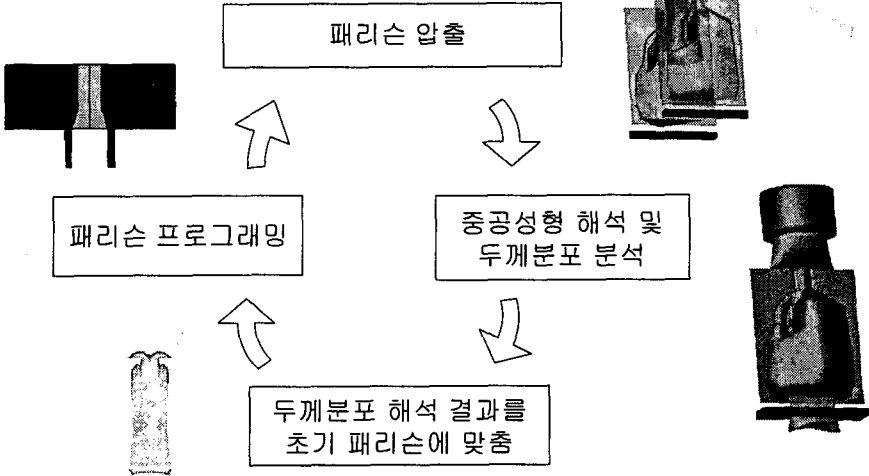 패리슨 압출
패리슨 프로그래밍
중공성형 해석 및
두께분포 분석
두께분포 해석 결과를
초기 패리슨에 맞춤